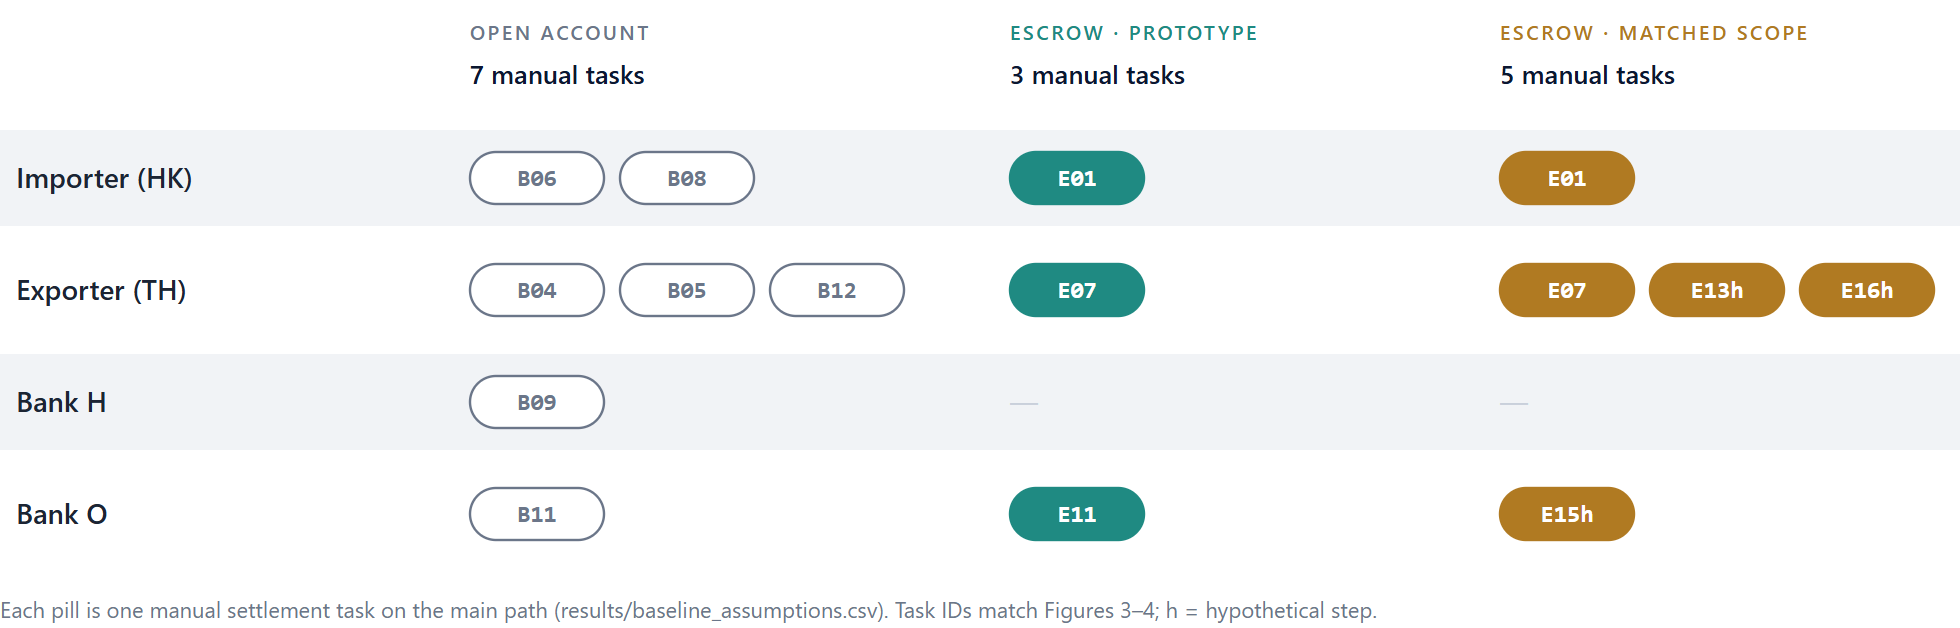 OPEN ACCOUNT ESCROW · PROTOTYPE ESCROW · MATCHED SCOPE
7 manual tasks 3 manual tasks 5 manual tasks
Importer (HK) B06 B08 E01 E01
Exporter (TH) B04 B05 B12 E07 E07 E13h E16h
Bank H B09 — —
Bank O B11 E11 E15h
Each pill is one manual settlement task on the main path (results/baseline_assumptions.csv). Task IDs match Figures 3–4; h = hypothetical step.